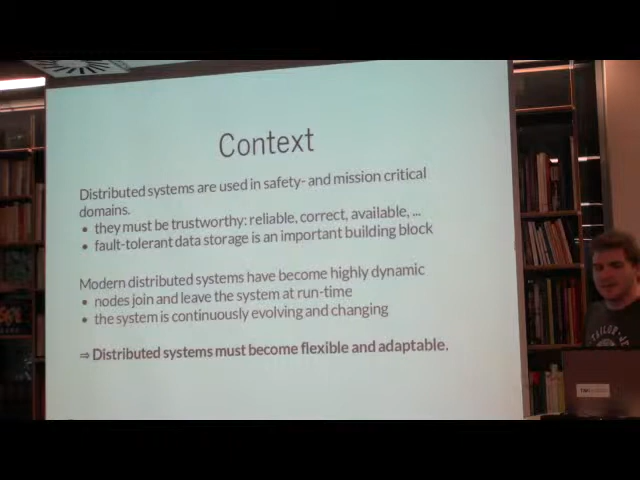 Context
Distributed systems are used in safety- and mission critical
domains.
• they must be trustworthy: reliable, correct, available, ...
• fault-tolerant data storage is an important building block
Modern distributed systems have become highly dynamic
• nodes join and leave the system at run-time
• the system is continuously evolving and changing
⇒ Distributed systems must become flexible and adaptable.